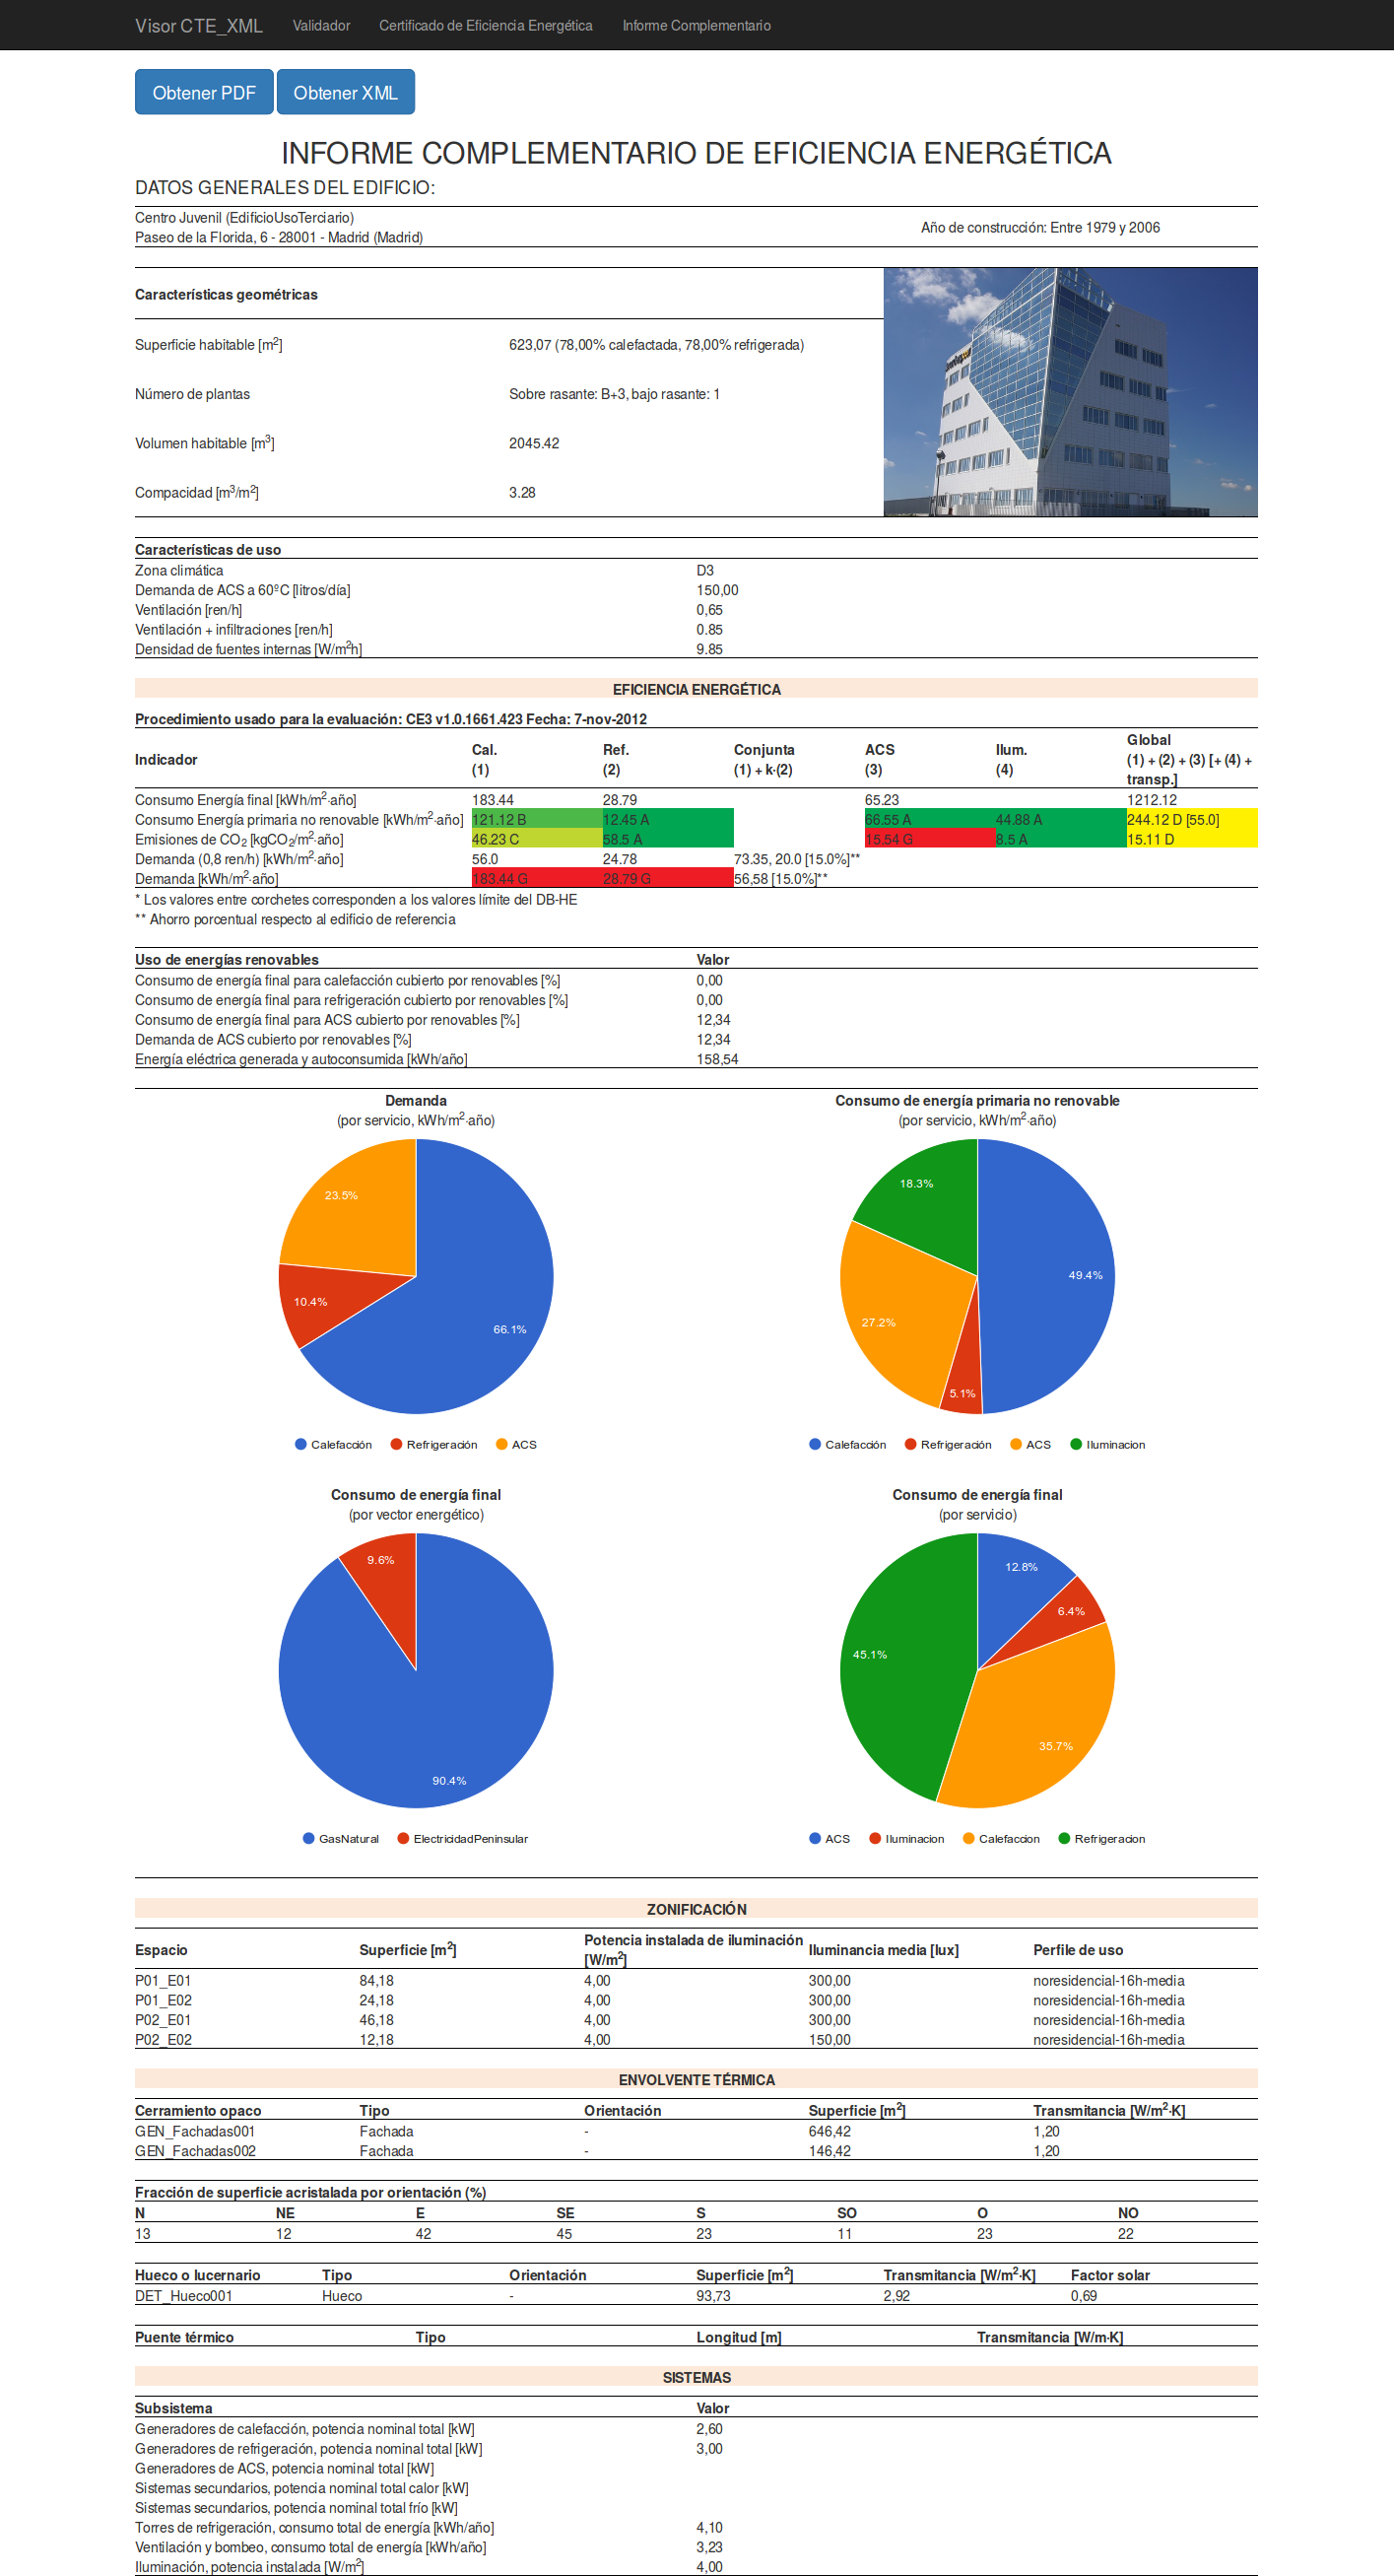 Visor CTE_XML Validador Certificado de Eficiencia Energética Informe Complementario
Obtener PDF Obtener XML
INFORME COMPLEMENTARIO DE EFICIENCIA ENERGÉTICA
DATOS GENERALES DEL EDIFICIO:
Centro Juvenil (EdificioUsoTerciario)
Paseo de la Florida, 6 - 28001 - Madrid (Madrid)
Año de construcción: Entre 1979 y 2006
Características geométricas
Superficie habitable [m²] 623,07 (78,00% calefactada, 78,00% refrigerada)
Número de plantas Sobre rasante: B+3, bajo rasante: 1
Volumen habitable [m³] 2045.42
Compacidad [m³/m²] 3.28
Características de uso
Zona climática D3
Demanda de ACS a 60ºC [litros/día] 150,00
Ventilación [ren/h] 0,65
Ventilación + infiltraciones [ren/h] 0.85
Densidad de fuentes internas [W/m²h] 9.85
EFICIENCIA ENERGÉTICA
Procedimiento usado para la evaluación: CE3 v1.0.1661.423 Fecha: 7-nov-2012
Indicador Cal. (1) Ref. (2) Conjunta (1) + k·(2) ACS (3) Ilum. (4) Global (1) + (2) + (3) [+ (4) + transp.]
Consumo Energía final [kWh/m²·año] 183.44 28.79 65.23 1212.12
Consumo Energía primaria no renovable [kWh/m²·año] 121.12 B 12.45 A 66.55 A 44.88 A 244.12 D [55.0]
Emisiones de CO₂ [kgCO₂/m²·año] 46.23 C 58.5 A 15.54 G 8.5 A 15.11 D
Demanda (0,8 ren/h) [kWh/m²·año] 56.0 24.78 73.35, 20.0 [15.0%]**
Demanda [kWh/m²·año] 183.44 G 28.79 G 56,58 [15.0%]**
* Los valores entre corchetes corresponden a los valores límite del DB-HE
** Ahorro porcentual respecto al edificio de referencia
Uso de energías renovables Valor
Consumo de energía final para calefacción cubierto por renovables [%] 0,00
Consumo de energía final para refrigeración cubierto por renovables [%] 0,00
Consumo de energía final para ACS cubierto por renovables [%] 12,34
Demanda de ACS cubierto por renovables [%] 12,34
Energía eléctrica generada y autoconsumida [kWh/año] 158,54
Demanda
(por servicio, kWh/m²·año)
23.5%
10.4%
66.1%
Calefacción Refrigeración ACS
Consumo de energía primaria no renovable
(por servicio, kWh/m²·año)
18.3%
49.4%
27.2%
5.1%
Calefacción Refrigeración ACS Iluminacion
Consumo de energía final
(por vector energético)
9.6%
90.4%
GasNatural ElectricidadPeninsular
Consumo de energía final
(por servicio)
12.8%
6.4%
45.1%
35.7%
ACS Iluminacion Calefaccion Refrigeracion
ZONIFICACIÓN
Espacio Superficie [m²] Potencia instalada de iluminación [W/m²] Iluminancia media [lux] Perfile de uso
P01_E01 84,18 4,00 300,00 noresidencial-16h-media
P01_E02 24,18 4,00 300,00 noresidencial-16h-media
P02_E01 46,18 4,00 300,00 noresidencial-16h-media
P02_E02 12,18 4,00 150,00 noresidencial-16h-media
ENVOLVENTE TÉRMICA
Cerramiento opaco Tipo Orientación Superficie [m²] Transmitancia [W/m²·K]
GEN_Fachadas001 Fachada - 646,42 1,20
GEN_Fachadas002 Fachada - 146,42 1,20
Fracción de superficie acristalada por orientación (%)
N NE E SE S SO O NO
13 12 42 45 23 11 23 22
Hueco o lucernario Tipo Orientación Superficie [m²] Transmitancia [W/m²·K] Factor solar
DET_Hueco001 Hueco - 93,73 2,92 0,69
Puente térmico Tipo Longitud [m] Transmitancia [W/m·K]
SISTEMAS
Subsistema Valor
Generadores de calefacción, potencia nominal total [kW] 2,60
Generadores de refrigeración, potencia nominal total [kW] 3,00
Generadores de ACS, potencia nominal total [kW]
Sistemas secundarios, potencia nominal total calor [kW]
Sistemas secundarios, potencia nominal total frío [kW]
Torres de refrigeración, consumo total de energía [kWh/año] 4,10
Ventilación y bombeo, consumo total de energía [kWh/año] 3,23
Iluminación, potencia instalada [W/m²] 4,00